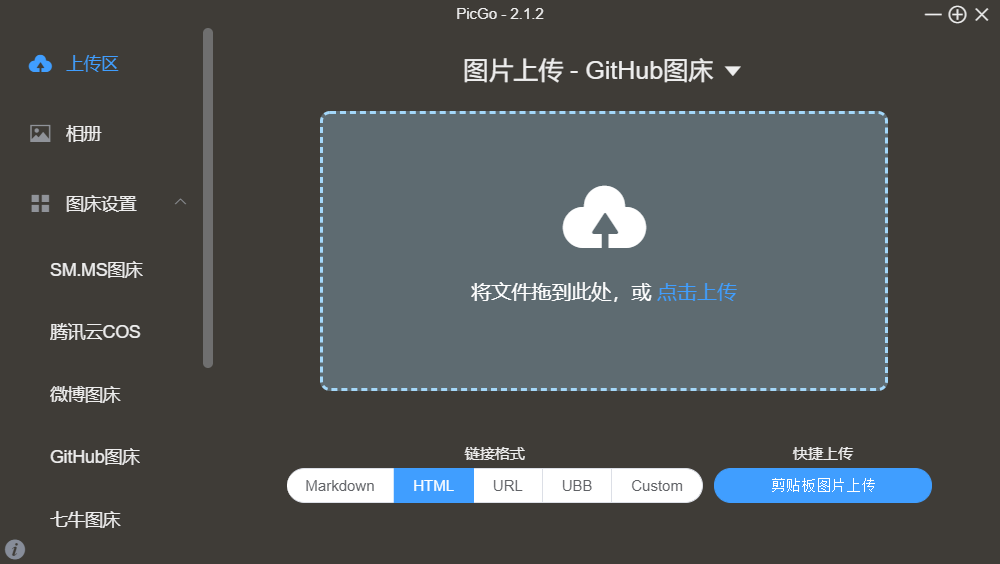 PicGo - 2.1.2
上传区
相册
图床设置
SM.MS图床
腾讯云COS
微博图床
GitHub图床
七牛图床
图片上传 - GitHub图床
将文件拖到此处，或 点击上传
链接格式
Markdown HTML URL UBB Custom
快捷上传
剪贴板图片上传